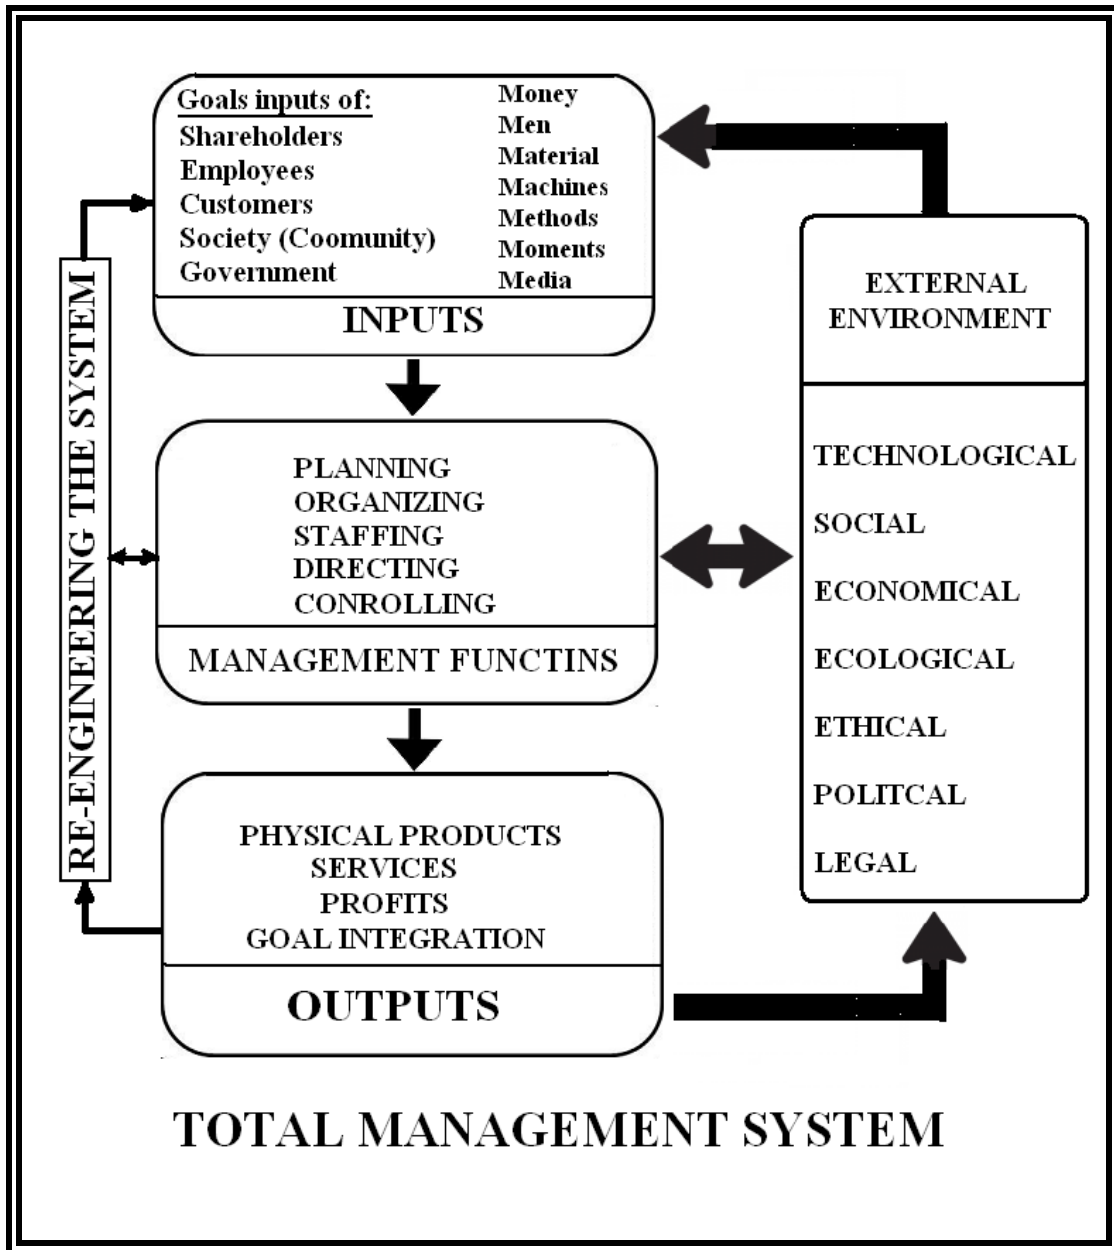 Goals inputs of:
Shareholders
Employees
Customers
Society (Coomunity)
Government
Money
Men
Material
Machines
Methods
Moments
Media
INPUTS
RE-ENGINEERING THE SYSTEM
PLANNING
ORGANIZING
STAFFING
DIRECTING
CONROLLING
MANAGEMENT FUNCTINS
PHYSICAL PRODUCTS
SERVICES
PROFITS
GOAL INTEGRATION
OUTPUTS
EXTERNAL
ENVIRONMENT
TECHNOLOGICAL
SOCIAL
ECONOMICAL
ECOLOGICAL
ETHICAL
POLITCAL
LEGAL
TOTAL MANAGEMENT SYSTEM